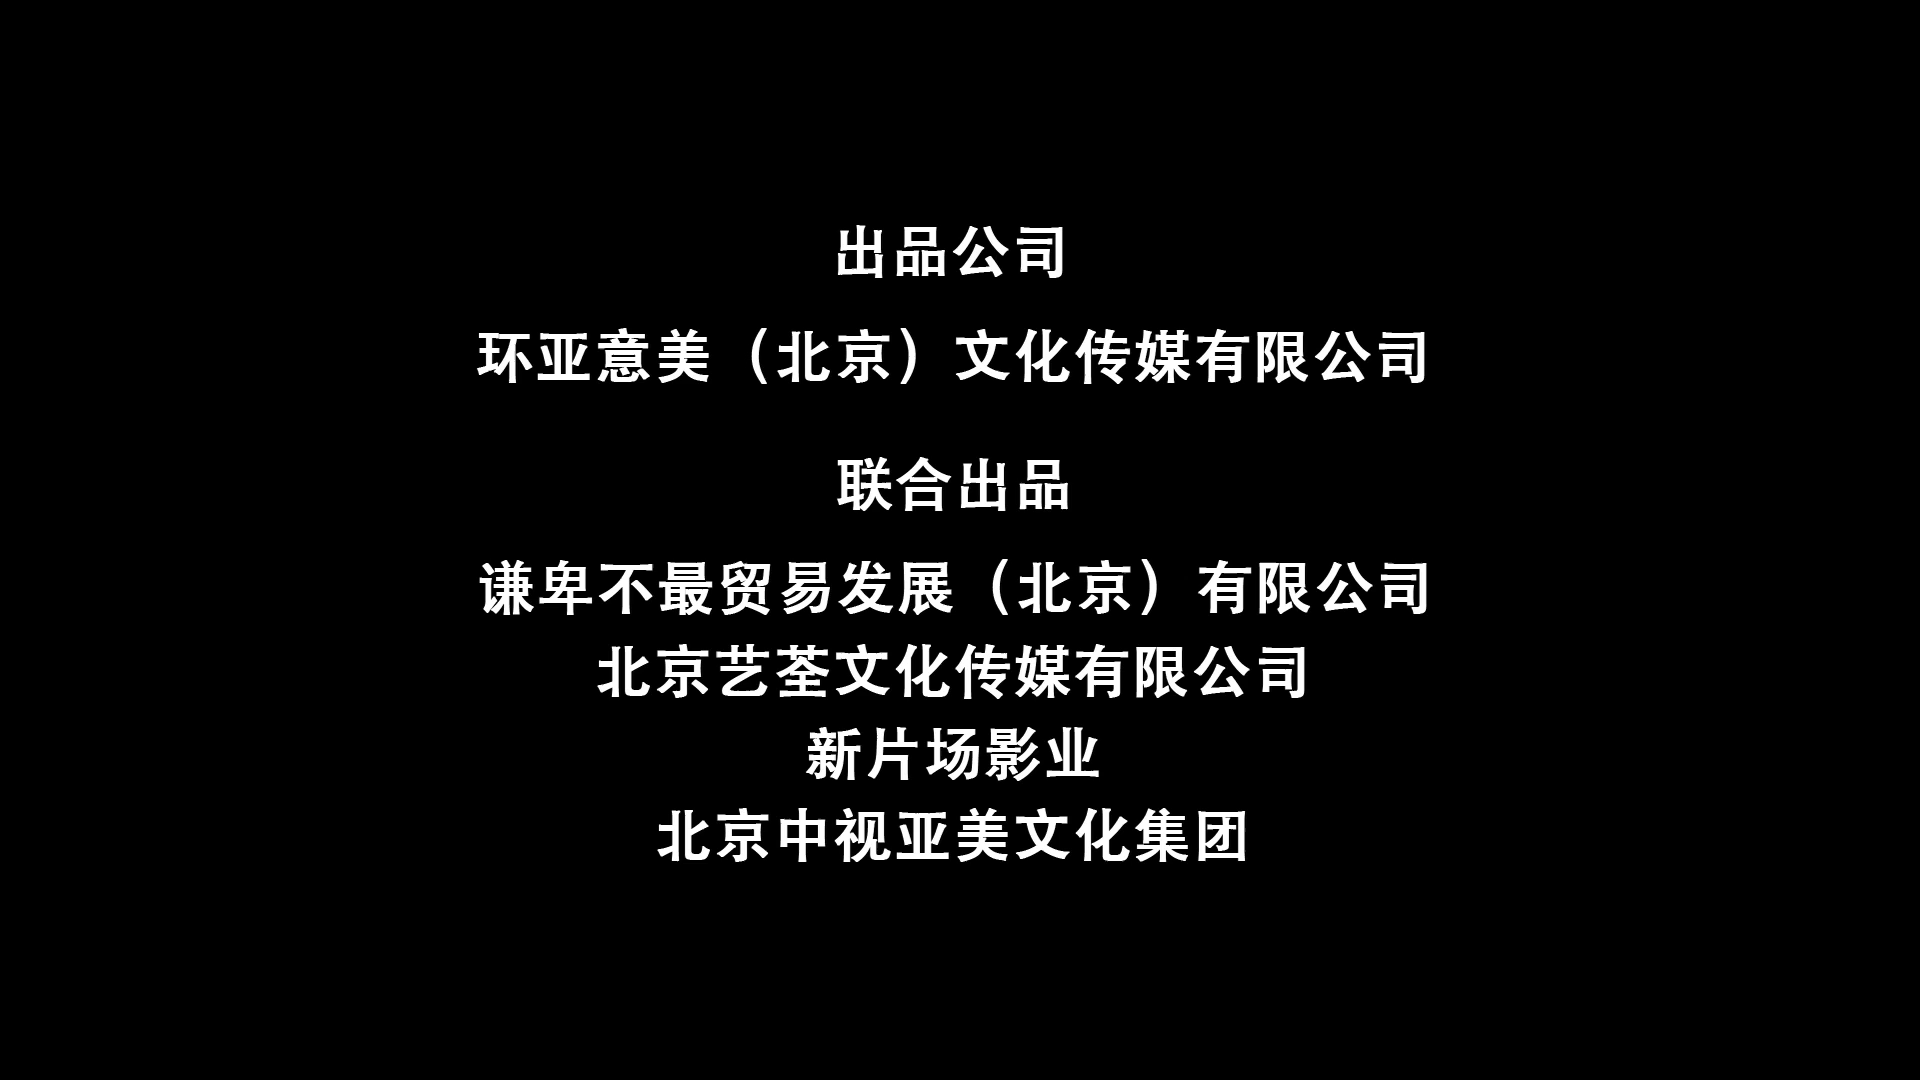 出品公司
环亚意美（北京）文化传媒有限公司
联合出品
谦卑不最贸易发展（北京）有限公司
北京艺荃文化传媒有限公司
新片场影业
北京中视亚美文化集团